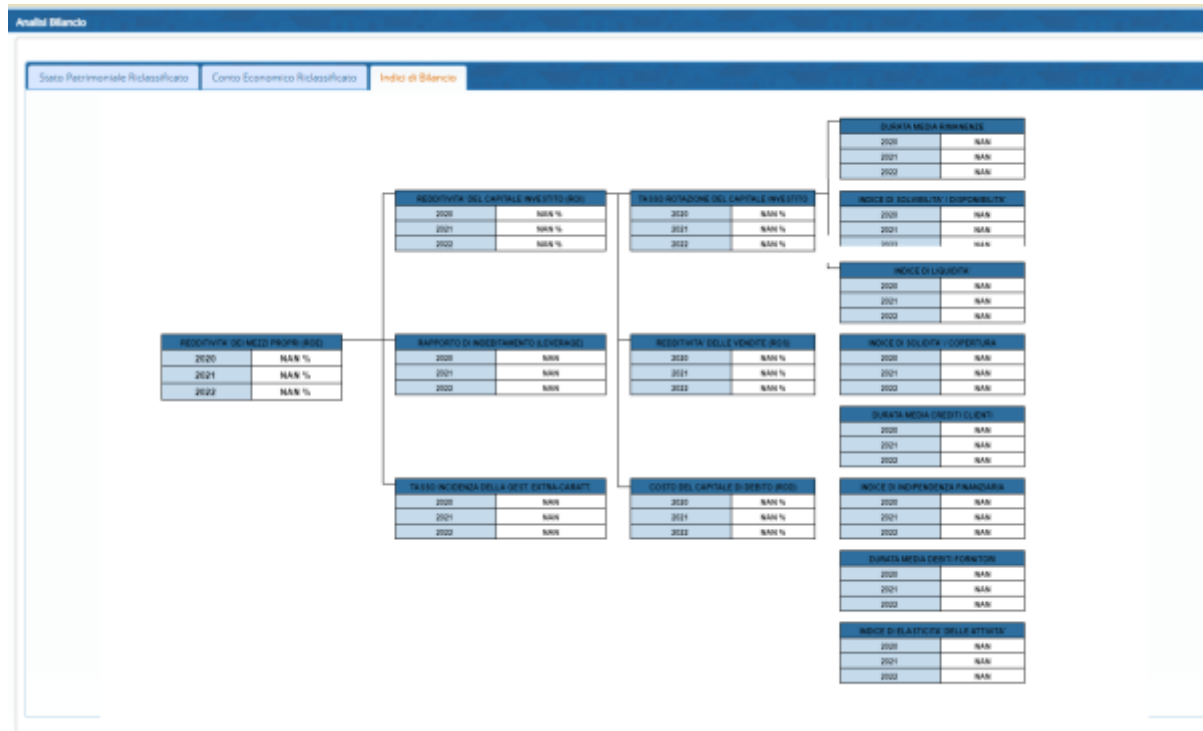 Analisi Bilancio
Stato Patrimoniale Riclassificato
Conto Economico Riclassificato
Indici di Bilancio
REDDITIVITA' DEI MEZZI PROPRI (ROE)
2020 NAN %
2021 NAN %
2022 NAN %
REDDITIVITA' DEL CAPITALE INVESTITO (ROI)
2020 NAN %
2021 NAN %
2022 NAN %
RAPPORTO DI INDEBITAMENTO (LEVERAGE)
2020 NAN
2021 NAN
2022 NAN
TASSO INCIDENZA DELLA GEST. EXTRA-CARATT.
2020 NAN
2021 NAN
2022 NAN
TASSO ROTAZIONE DEL CAPITALE INVESTITO
2020 NAN %
2021 NAN %
2022 NAN %
REDDITIVITA' DELLE VENDITE (ROS)
2020 NAN %
2021 NAN %
2022 NAN %
COSTO DEL CAPITALE DI DEBITO (ROD)
2020 NAN %
2021 NAN %
2022 NAN %
DURATA MEDIA RIMANENZE
2020 NAN
2021 NAN
2022 NAN
INDICE DI SOLVIBILITA' / DISPONIBILITA'
2020 NAN
2021 NAN
2022 NAN
INDICE DI LIQUIDITA'
2020 NAN
2021 NAN
2022 NAN
INDICE DI SOLIDITA' / COPERTURA
2020 NAN
2021 NAN
2022 NAN
DURATA MEDIA CREDITI CLIENTI
2020 NAN
2021 NAN
2022 NAN
INDICE DI INDIPENDENZA FINANZIARIA
2020 NAN
2021 NAN
2022 NAN
DURATA MEDIA DEBITI FORNITORI
2020 NAN
2021 NAN
2022 NAN
INDICE DI ELASTICITA' DELLE ATTIVITA'
2020 NAN
2021 NAN
2022 NAN